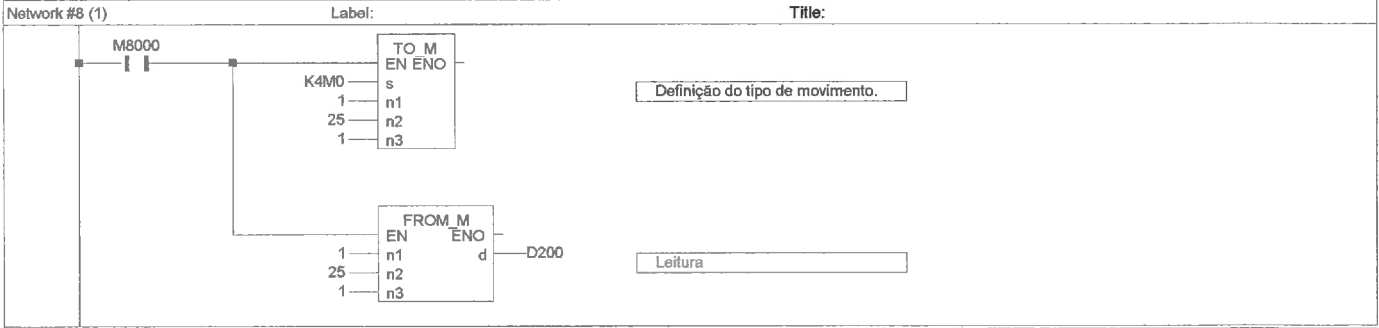 Network #8 (1) Label: Title:
M8000
TO_M
EN ENO
K4M0 s
1 n1
25 n2
1 n3
Definição do tipo de movimento.
FROM_M
EN ENO
1 n1 d D200
25 n2
1 n3
Leitura